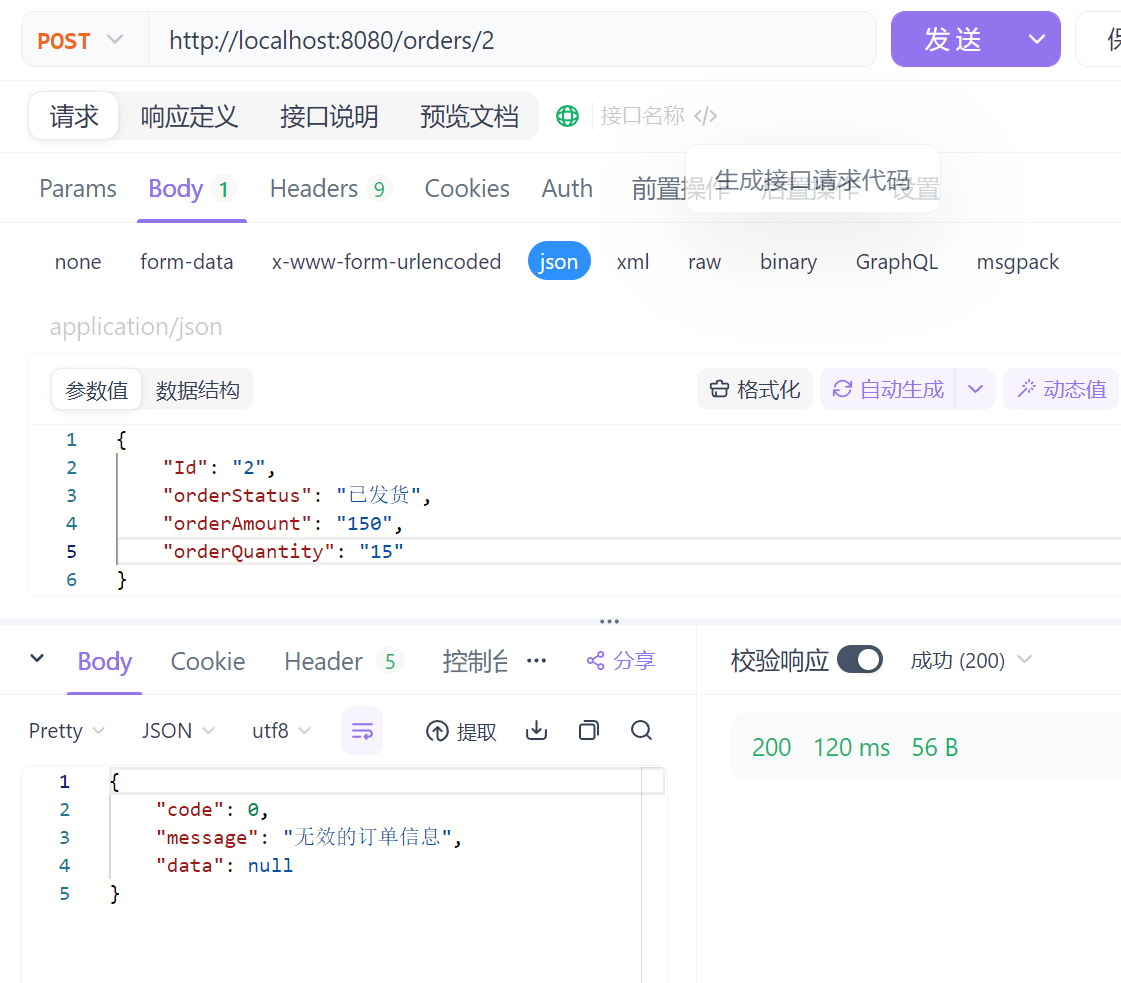 POST http://localhost:8080/orders/2 发送
请求 响应定义 接口说明 预览文档 接口名称
生成接口请求代码
Params Body 1 Headers 9 Cookies Auth 前置操作 后置操作 设置
none form-data x-www-form-urlencoded json xml raw binary GraphQL msgpack
application/json
参数值 数据结构 格式化 自动生成 动态值
1 {
2 "Id": "2",
3 "orderStatus": "已发货",
4 "orderAmount": "150",
5 "orderQuantity": "15"
6 }
Body Cookie Header 5 控制台 ••• 分享 校验响应 成功 (200)
Pretty JSON utf8 提取
200 120 ms 56 B
1 {
2 "code": 0,
3 "message": "无效的订单信息",
4 "data": null
5 }